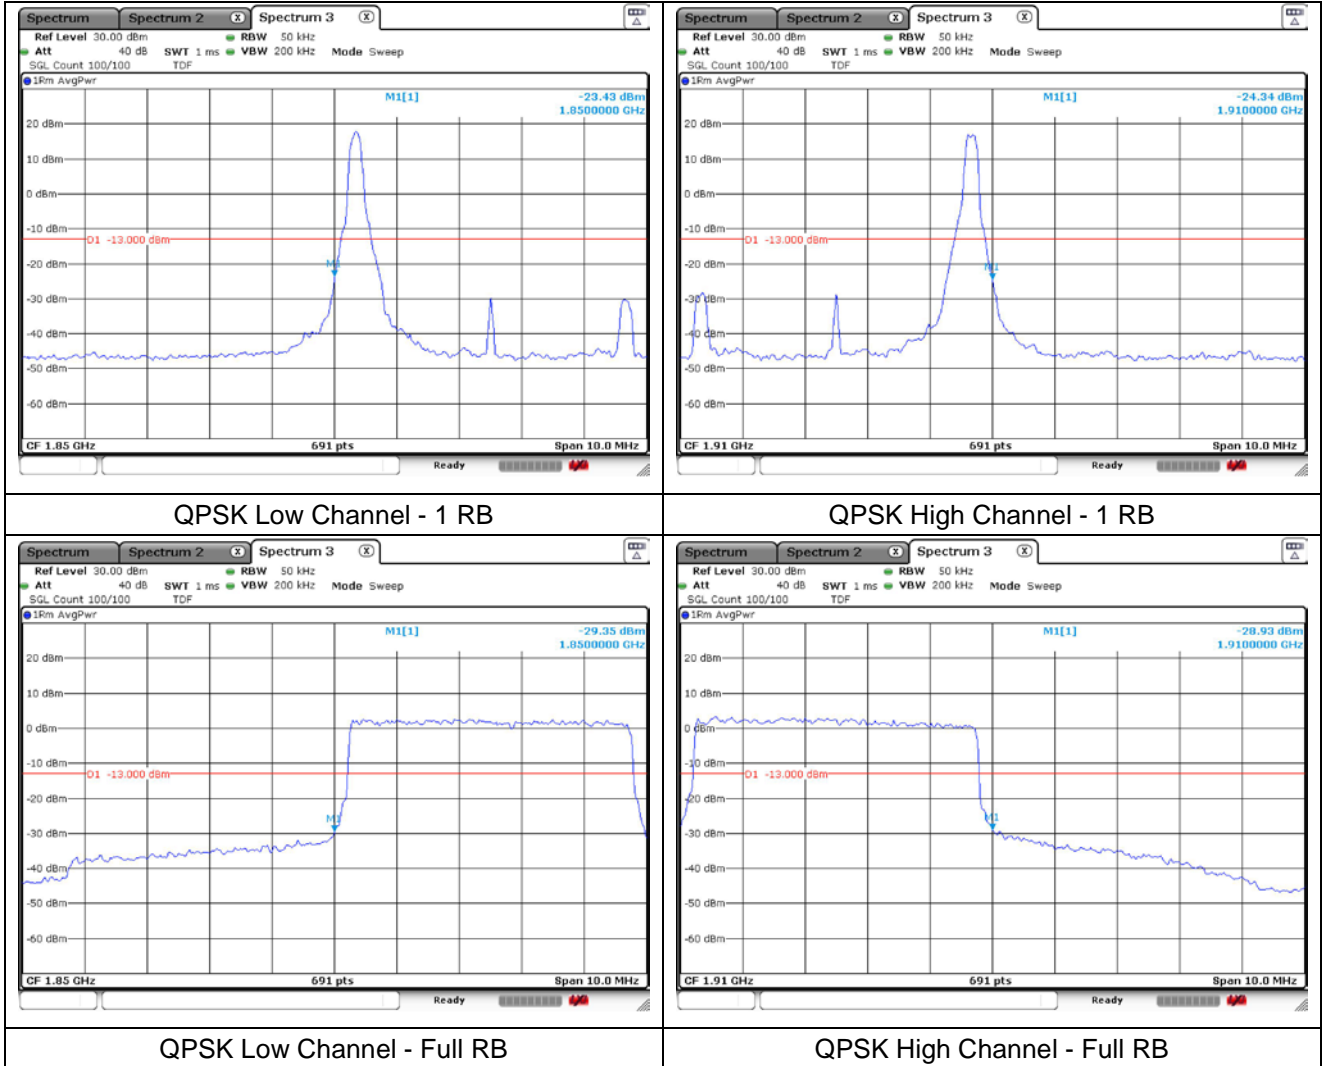 Spectrum Spectrum 2 X Spectrum 3 X
Ref Level 30.00 dBm RBW 50 kHz
Att 40 dB SWT 1 ms VBW 200 kHz Mode Sweep
SGL Count 100/100 TDF
1Rm AvgPwr
M1[1] -23.43 dBm
1.8500000 GHz
20 dBm
10 dBm
0 dBm
-10 dBm
D1 -13.000 dBm
-20 dBm
M1
-30 dBm
-40 dBm
-50 dBm
-60 dBm
CF 1.85 GHz 691 pts Span 10.0 MHz
Ready
QPSK Low Channel - 1 RB
Spectrum Spectrum 2 X Spectrum 3 X
Ref Level 30.00 dBm RBW 50 kHz
Att 40 dB SWT 1 ms VBW 200 kHz Mode Sweep
SGL Count 100/100 TDF
1Rm AvgPwr
M1[1] -24.34 dBm
1.9100000 GHz
20 dBm
10 dBm
0 dBm
-10 dBm
D1 -13.000 dBm
-20 dBm
M1
-30 dBm
-40 dBm
-50 dBm
-60 dBm
CF 1.91 GHz 691 pts Span 10.0 MHz
Ready
QPSK High Channel - 1 RB
Spectrum Spectrum 2 X Spectrum 3 X
Ref Level 30.00 dBm RBW 50 kHz
Att 40 dB SWT 1 ms VBW 200 kHz Mode Sweep
SGL Count 100/100 TDF
1Rm AvgPwr
M1[1] -29.35 dBm
1.8500000 GHz
20 dBm
10 dBm
0 dBm
-10 dBm
D1 -13.000 dBm
-20 dBm
M1
-30 dBm
-40 dBm
-50 dBm
-60 dBm
CF 1.85 GHz 691 pts Span 10.0 MHz
Ready
QPSK Low Channel - Full RB
Spectrum Spectrum 2 X Spectrum 3 X
Ref Level 30.00 dBm RBW 50 kHz
Att 40 dB SWT 1 ms VBW 200 kHz Mode Sweep
SGL Count 100/100 TDF
1Rm AvgPwr
M1[1] -28.93 dBm
1.9100000 GHz
20 dBm
10 dBm
0 dBm
-10 dBm
D1 -13.000 dBm
-20 dBm
M1
-30 dBm
-40 dBm
-50 dBm
-60 dBm
CF 1.91 GHz 691 pts Span 10.0 MHz
Ready
QPSK High Channel - Full RB